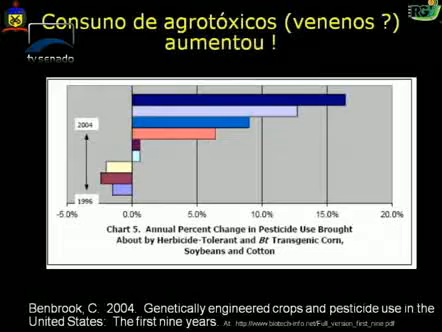 Consuno de agrotóxicos (venenos ?)
aumentou !
tv senado
2004
1996
-5.0% 0.0% 5.0% 10.0% 15.0% 20.0%
Chart 5. Annual Percent Change in Pesticide Use Brought
About by Herbicide-Tolerant and Bt Transgenic Corn,
Soybeans and Cotton
Benbrook, C. 2004. Genetically engineered crops and pesticide use in the
United States: The first nine years. At: http://www.biotech-info.net/Full_version_first_nine.pdf